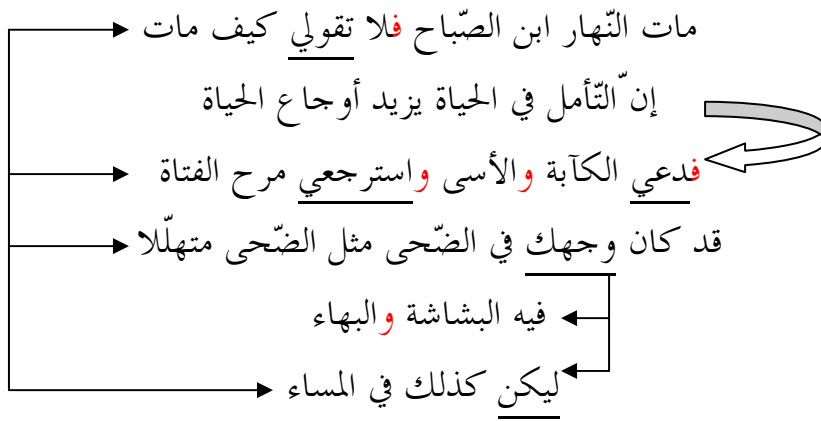 مات النّهار ابن الصّباح فلا تقولي كيف مات
إن ّالتّأمل في الحياة يزيد أوجاع الحياة
فدعي الكآبة والأسى واسترجعي مرح الفتاة
قد كان وجهك في الضّحى مثل الضّحى متهلّلا
فيه البشاشة والبهاء
ليكن كذلك في المساء